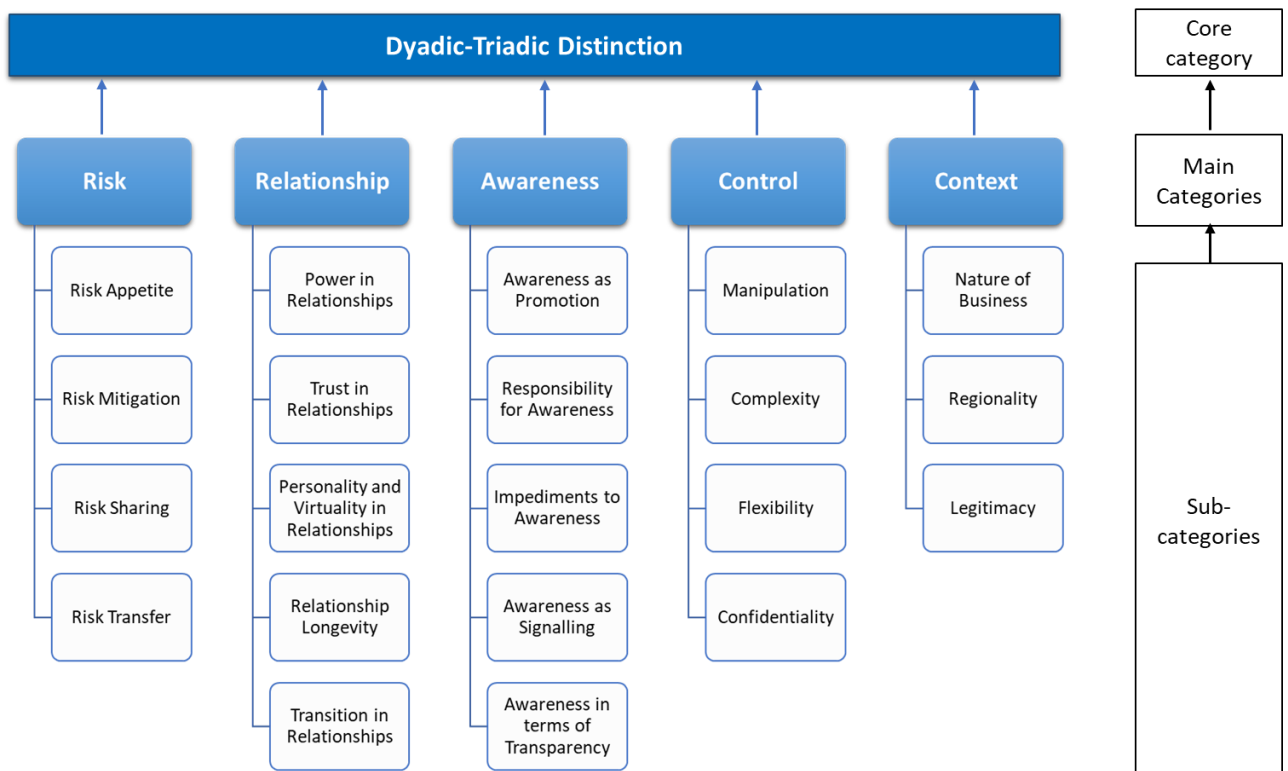 Dyadic-Triadic Distinction
Core
category
Risk
Relationship
Awareness
Control
Context
Main
Categories
Risk Appetite
Power in
Relationships
Awareness as
Promotion
Manipulation
Nature of
Business
Risk Mitigation
Trust in
Relationships
Responsibility
for Awareness
Complexity
Regionality
Risk Sharing
Personality and
Virtuality in
Relationships
Impediments to
Awareness
Flexibility
Legitimacy
Sub-
categories
Risk Transfer
Relationship
Longevity
Awareness as
Signalling
Confidentiality
Transition in
Relationships
Awareness in
terms of
Transparency